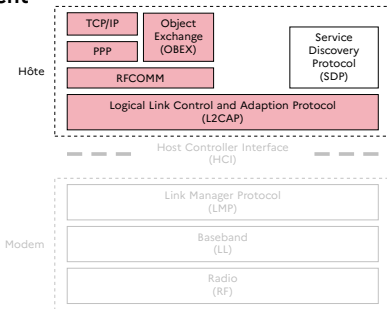 ent
TCP/IP
Object
Exchange
(OBEX)
PPP
Service
Discovery
Protocol
(SDP)
Hôte
RFCOMM
Logical Link Control and Adaption Protocol
(L2CAP)
Host Controller Interface
(HCI)
Link Manager Protocol
(LMP)
Modem
Baseband
(LL)
Radio
(RF)